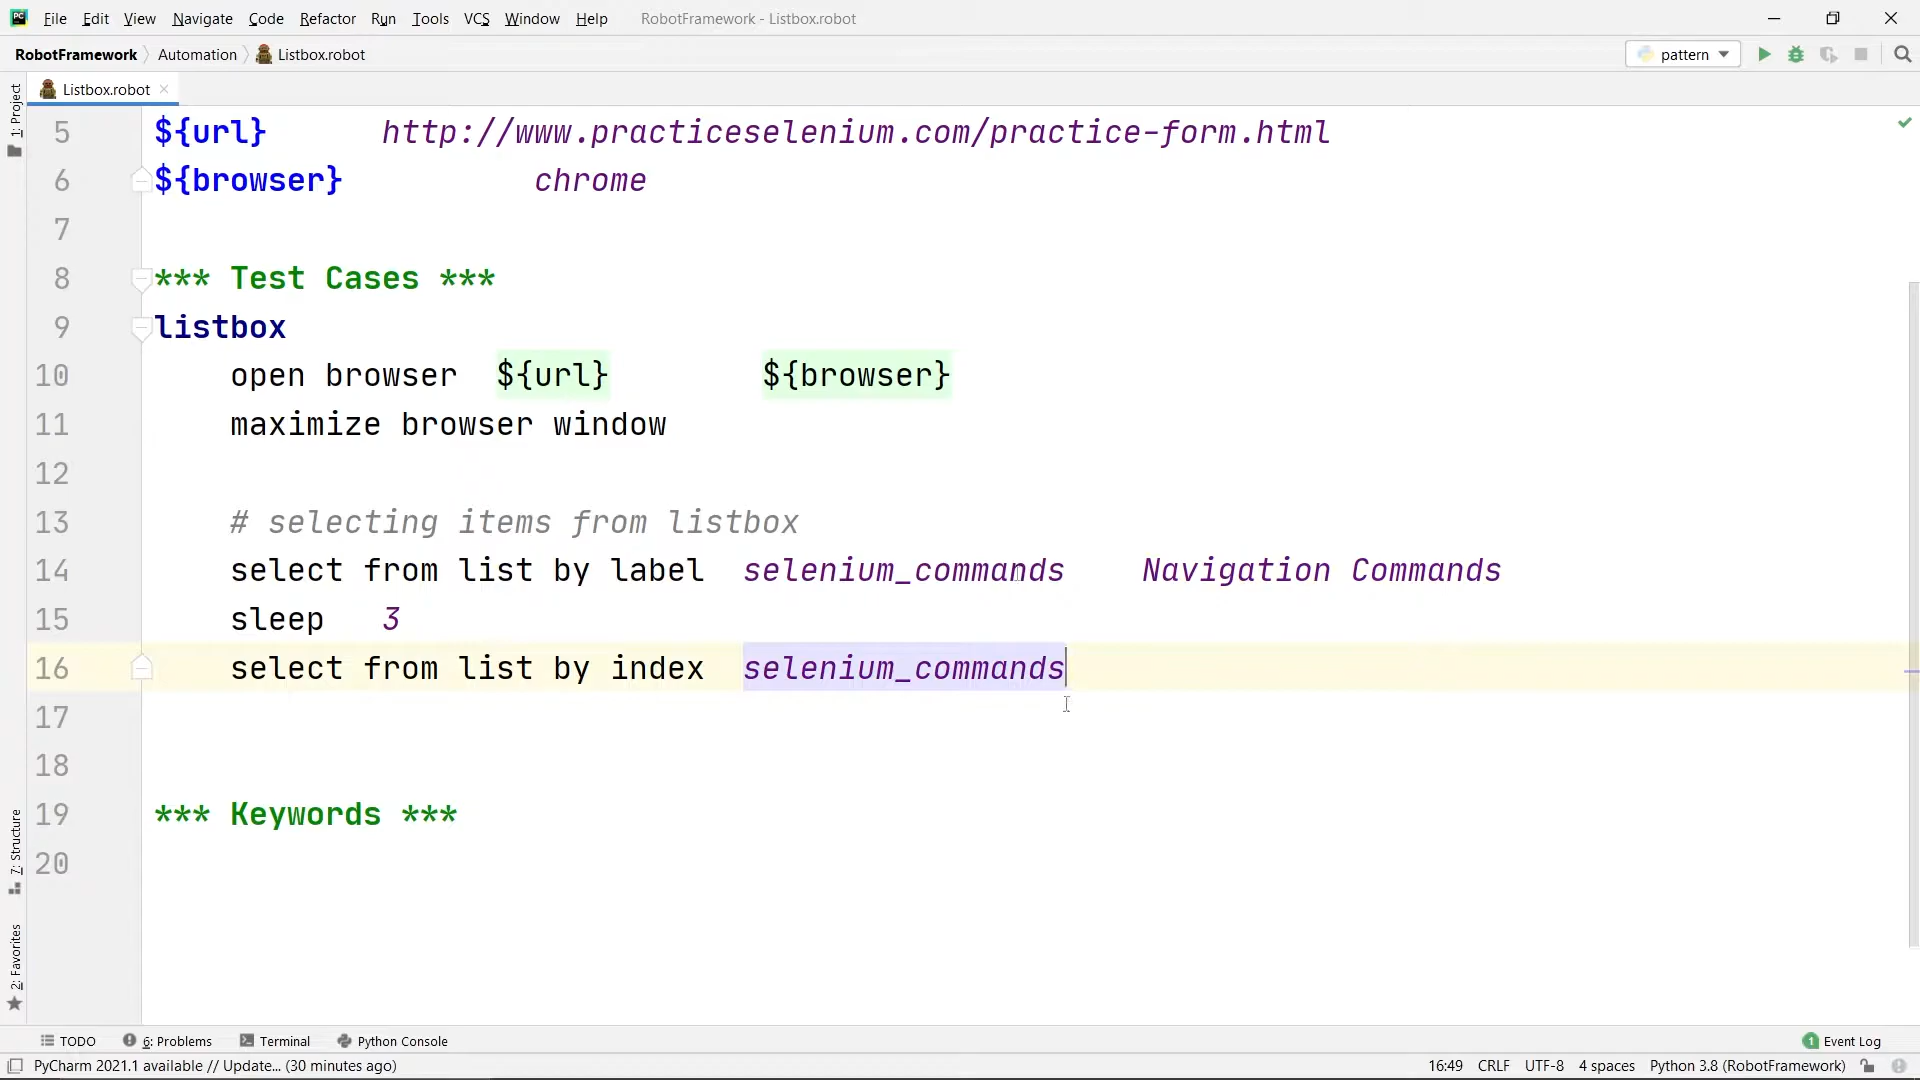 File Edit View Navigate Code Refactor Run Tools VCS Window Help RobotFramework - Listbox.robot
RobotFramework Automation Listbox.robot pattern
1: Project
Listbox.robot
5 ${url} http://www.practiceselenium.com/practice-form.html
6 ${browser} chrome
7
8 *** Test Cases ***
9 listbox
10 open browser ${url} ${browser}
11 maximize browser window
12
13 # selecting items from listbox
14 select from list by label selenium_commands Navigation Commands
15 sleep 3
16 select from list by index selenium_commands
17
18
19 *** Keywords ***
20
7: Structure
2: Favorites
TODO 6: Problems Terminal Python Console 1 Event Log
PyCharm 2021.1 available // Update... (30 minutes ago) 16:49 CRLF UTF-8 4 spaces Python 3.8 (RobotFramework)